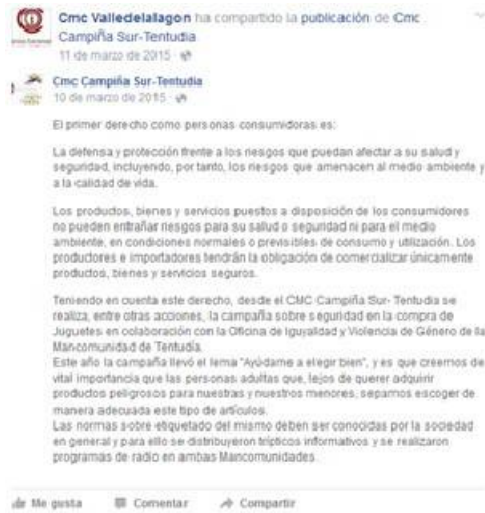 Cmc Valledelallagon ha compartido la publicación de Cmc
Campiña Sur-Tentudia
11 de marzo de 2015
Cmc Campiña Sur-Tentudia
10 de marzo de 2015
El primer derecho como personas consumidoras es:
La defensa y protección frente a los riesgos que puedan afectar a su salud y
seguridad, incluyendo, por tanto, los riesgos que amenacen al medio ambiente y
a la calidad de vida.
Los productos, bienes y servicios puestos a disposición de los consumidores
no pueden entrañar riesgos para su salud o seguridad ni para el medio
ambiente, en condiciones normales o previsibles de consumo y utilización. Los
productores e importadores tendrán la obligación de comercializar únicamente
productos, bienes y servicios seguros.
Teniendo en cuenta este derecho, desde el CMC Campiña Sur- Tentudia se
realiza, entre otras acciones, la campaña sobre seguridad en la compra de
Juguetes en colaboración con la Oficina de Igualdad y Violencia de Género de la
Mancomunidad de Tentudía.
Este año la campaña llevó el lema "Ayúdame a elegir bien", y es que creemos de
vital importancia que las personas adultas que, lejos de querer adquirir
productos peligrosos para nuestras y nuestros menores, sepamos escoger de
manera adecuada este tipo de artículos.
Las normas sobre etiquetado del mismo deben ser conocidas por la sociedad
en general y para ello se distribuyeron trípticos informativos y se realizaron
programas de radio en ambas Mancomunidades.
Me gusta Comentar Compartir